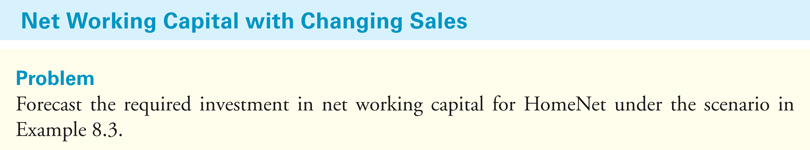 Net Working Capital with Changing Sales
Problem
Forecast the required investment in net working capital for HomeNet under the scenario in
Example 8.3.